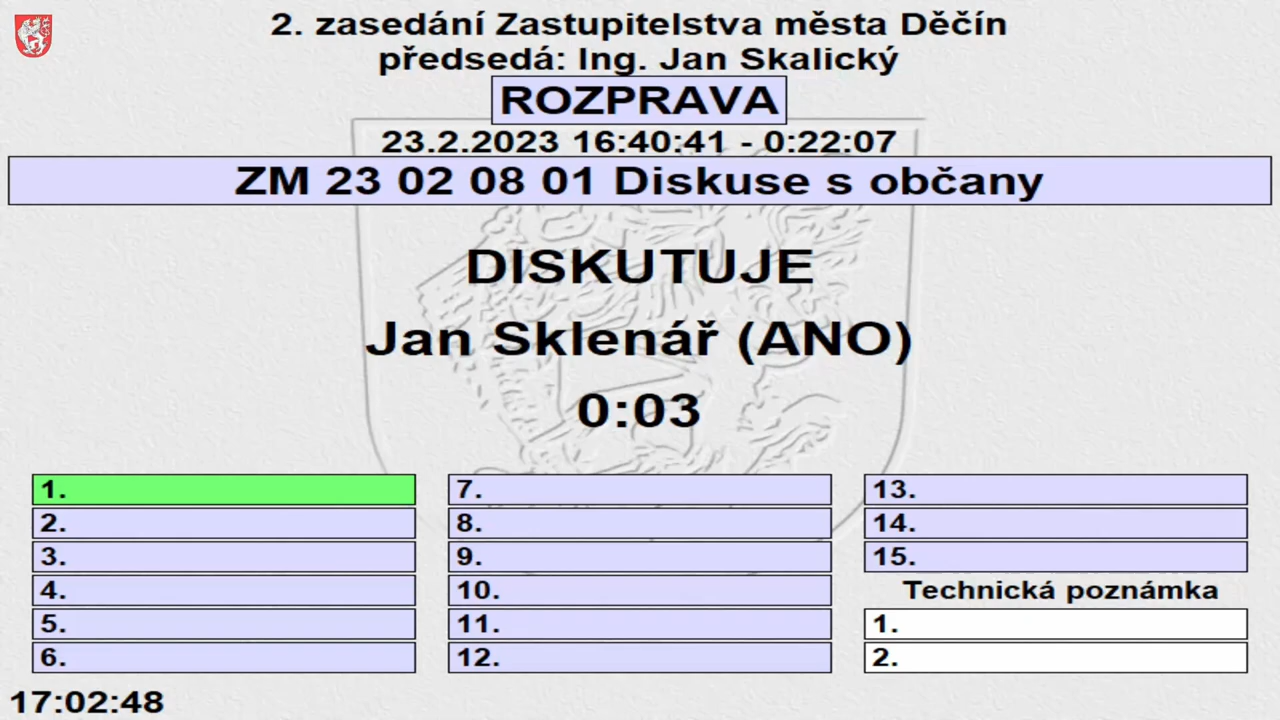 2. zasedání Zastupitelstva města Děčín
předsedá: Ing. Jan Skalický
ROZPRAVA
23.2.2023 16:40:41 - 0:22:07
ZM 23 02 08 01 Diskuse s občany
DISKUTUJE
Jan Sklenář (ANO)
0:03
1.
2.
3.
4.
5.
6.
7.
8.
9.
10.
11.
12.
13.
14.
15.
Technická poznámka
1.
2.
17:02:48